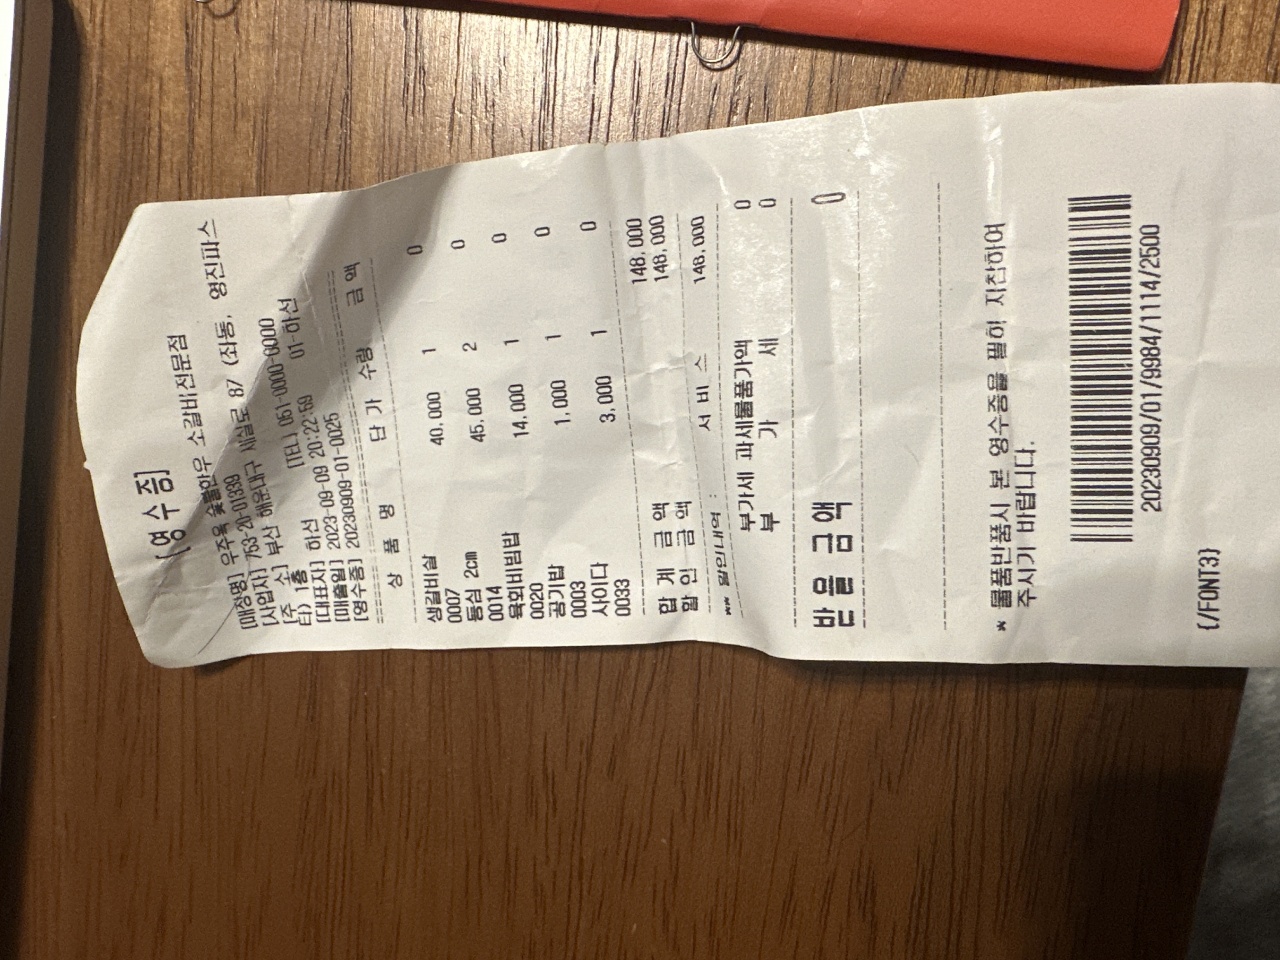 [영수증]
[매장명] 우주옥 숯불한우 소갈비전문점
[사업자] 753-20-01339
[주 소] 부산 해운대구 세실로 87 (좌동, 영진파스
타) 1층 [TEL] 051-0000-0000
[대표자] 하선 01-하선
[매출일] 2023-09-09 20:22:59
[영수증] 20230909-01-0025
상 품 명 단 가 수량 금 액
생갈비살
0007 40,000 1 0
등심 2cm
0014 45,000 2 0
육회비빔밥
0020 14,000 1 0
공기밥
0003 1,000 1 0
사이다
0033 3,000 1 0
합 계 금 액 148,000
할 인 금 액 148,000
** 할인내역 : 서 비 스 148,000
부가세 과세물품가액 0
부 가 세 0
받을금액 0
* 물품반품시 본 영수증을 필히 지참하여
주시기 바랍니다.
20230909/01/9984/1114/2500
{/FONT3}